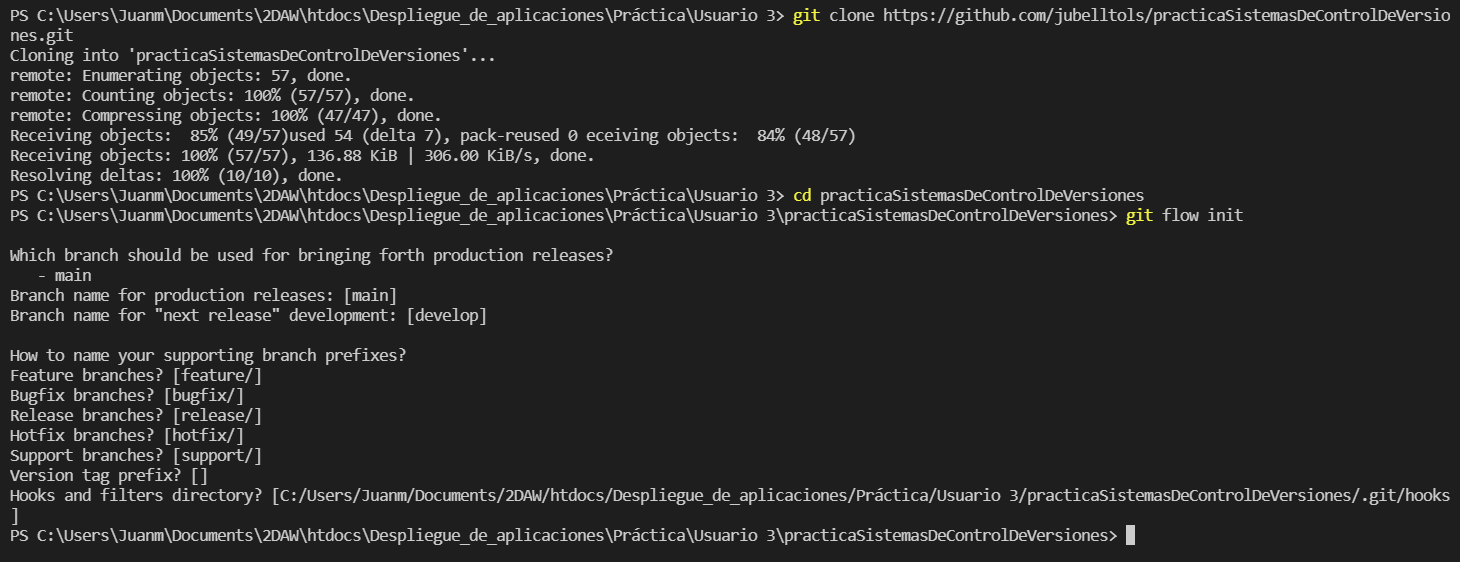 PS C:\Users\Juanm\Documents\2DAW\htdocs\Despliegue_de_aplicaciones\Práctica\Usuario 3> git clone https://github.com/jubelltols/practicaSistemasDeControlDeVersio
nes.git
Cloning into 'practicaSistemasDeControlDeVersiones'...
remote: Enumerating objects: 57, done.
remote: Counting objects: 100% (57/57), done.
remote: Compressing objects: 100% (47/47), done.
Receiving objects:  85% (49/57)used 54 (delta 7), pack-reused 0 eceiving objects:  84% (48/57)
Receiving objects: 100% (57/57), 136.88 KiB | 306.00 KiB/s, done.
Resolving deltas: 100% (10/10), done.
PS C:\Users\Juanm\Documents\2DAW\htdocs\Despliegue_de_aplicaciones\Práctica\Usuario 3> cd practicaSistemasDeControlDeVersiones
PS C:\Users\Juanm\Documents\2DAW\htdocs\Despliegue_de_aplicaciones\Práctica\Usuario 3\practicaSistemasDeControlDeVersiones> git flow init
Which branch should be used for bringing forth production releases?
   - main
Branch name for production releases: [main]
Branch name for "next release" development: [develop]
How to name your supporting branch prefixes?
Feature branches? [feature/]
Bugfix branches? [bugfix/]
Release branches? [release/]
Hotfix branches? [hotfix/]
Support branches? [support/]
Version tag prefix? []
Hooks and filters directory? [C:/Users/Juanm/Documents/2DAW/htdocs/Despliegue_de_aplicaciones/Práctica/Usuario 3/practicaSistemasDeControlDeVersiones/.git/hooks
]
PS C:\Users\Juanm\Documents\2DAW\htdocs\Despliegue_de_aplicaciones\Práctica\Usuario 3\practicaSistemasDeControlDeVersiones>